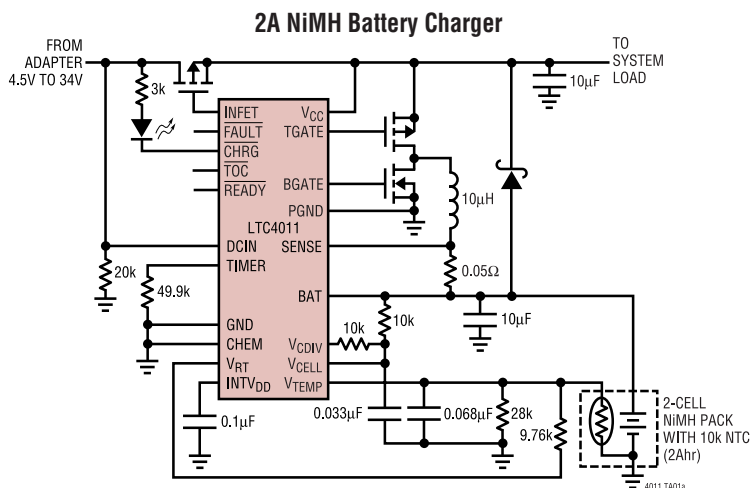 2A NiMH Battery Charger
FROM
ADAPTER
4.5V TO 34V
TO
SYSTEM
LOAD
3k
10µF
INFET
VCC
FAULT
TGATE
CHRG
TOC
READY
BGATE
10µH
PGND
LTC4011
DCIN
SENSE
20k
TIMER
0.05Ω
49.9k
BAT
10µF
10k
10k
GND
CHEM
VCDIV
VRT
VCELL
INTVDD
VTEMP
0.1µF
0.033µF
0.068µF
28k
9.76k
2-CELL
NiMH PACK
WITH 10k NTC
(2Ahr)
4011 TA01a